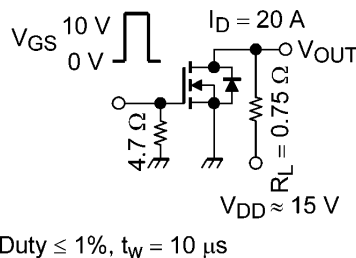 I_D = 20 A
V_GS
10 V
0 V
V_OUT
4.7 Ω
R_L = 0.75 Ω
V_DD ≈ 15 V
Duty ≤ 1%, t_w = 10 μs